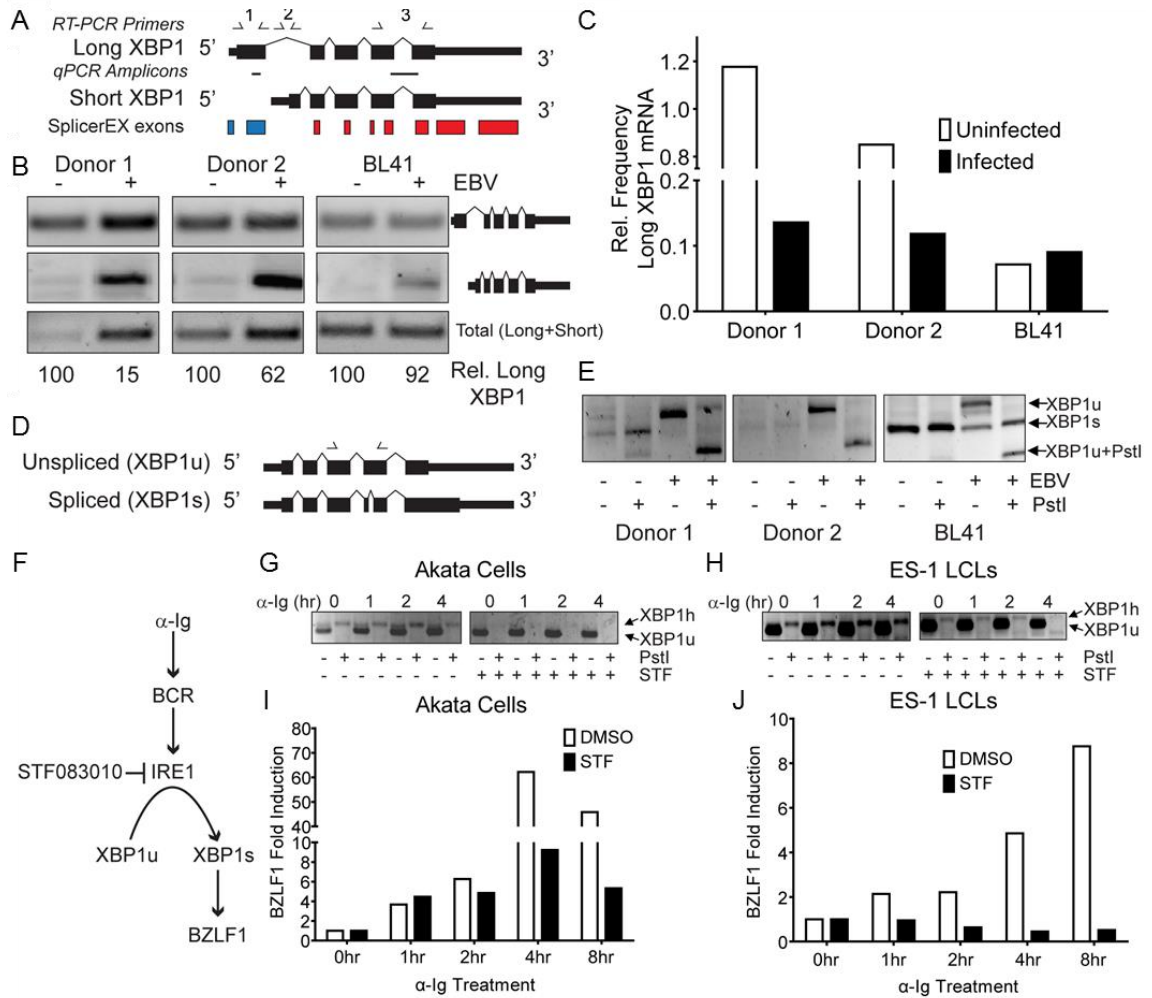 A
RT-PCR Primers
1 2 3
Long XBP1 5’ 3’
qPCR Amplicons
Short XBP1 5’ 3’
SplicerEX exons
B
Donor 1 Donor 2 BL41
- + - + - + EBV
Total (Long+Short)
100 15 100 62 100 92 Rel. Long XBP1
C
Rel. Frequency
Long XBP1 mRNA
1.2
1.0
0.8
0.2
0.1
0.0
Uninfected
Infected
Donor 1 Donor 2 BL41
D
Unspliced (XBP1u) 5’ 3’
Spliced (XBP1s) 5’ 3’
E
XBP1u
XBP1s
XBP1u+PstI
- - + + - - + + - - + + EBV
- + - + - + - + - + - + PstI
Donor 1 Donor 2 BL41
F
α-Ig
BCR
STF083010 IRE1
XBP1u XBP1s
BZLF1
G
Akata Cells
α-Ig (hr) 0 1 2 4 0 1 2 4
XBP1h
XBP1u
- + - + - + - + - + - + - + - + PstI
- - - - - - - - + + + + + + + + STF
H
ES-1 LCLs
α-Ig (hr) 0 1 2 4 0 1 2 4
XBP1h
XBP1u
- + - + - + - + - + - + - + - + PstI
- - - - - - - - + + + + + + + + STF
I
Akata Cells
BZLF1 Fold Induction
80
70
60
50
40
10
8
6
4
2
0
DMSO
STF
0hr 1hr 2hr 4hr 8hr
α-Ig Treatment
J
ES-1 LCLs
BZLF1 Fold Induction
10
8
6
4
2
0
DMSO
STF
0hr 1hr 2hr 4hr 8hr
α-Ig Treatment